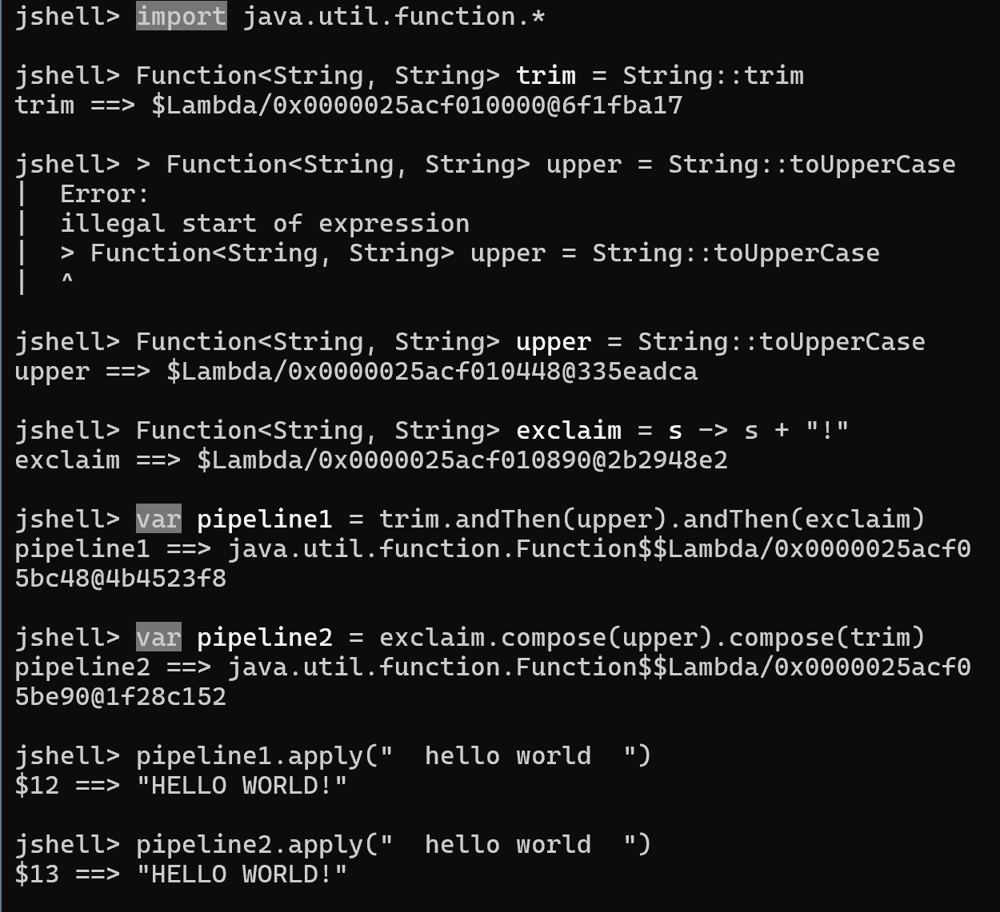 jshell> import java.util.function.*
jshell> Function<String, String> trim = String::trim
trim ==> $Lambda/0x0000025acf010000@6f1fba17
jshell> > Function<String, String> upper = String::toUpperCase
|  Error:
|  illegal start of expression
|  > Function<String, String> upper = String::toUpperCase
|  ^
jshell> Function<String, String> upper = String::toUpperCase
upper ==> $Lambda/0x0000025acf010448@335eadca
jshell> Function<String, String> exclaim = s -> s + "!"
exclaim ==> $Lambda/0x0000025acf010890@2b2948e2
jshell> var pipeline1 = trim.andThen(upper).andThen(exclaim)
pipeline1 ==> java.util.function.Function$$Lambda/0x0000025acf0
5bc48@4b4523f8
jshell> var pipeline2 = exclaim.compose(upper).compose(trim)
pipeline2 ==> java.util.function.Function$$Lambda/0x0000025acf0
5be90@1f28c152
jshell> pipeline1.apply("  hello world  ")
$12 ==> "HELLO WORLD!"
jshell> pipeline2.apply("  hello world  ")
$13 ==> "HELLO WORLD!"